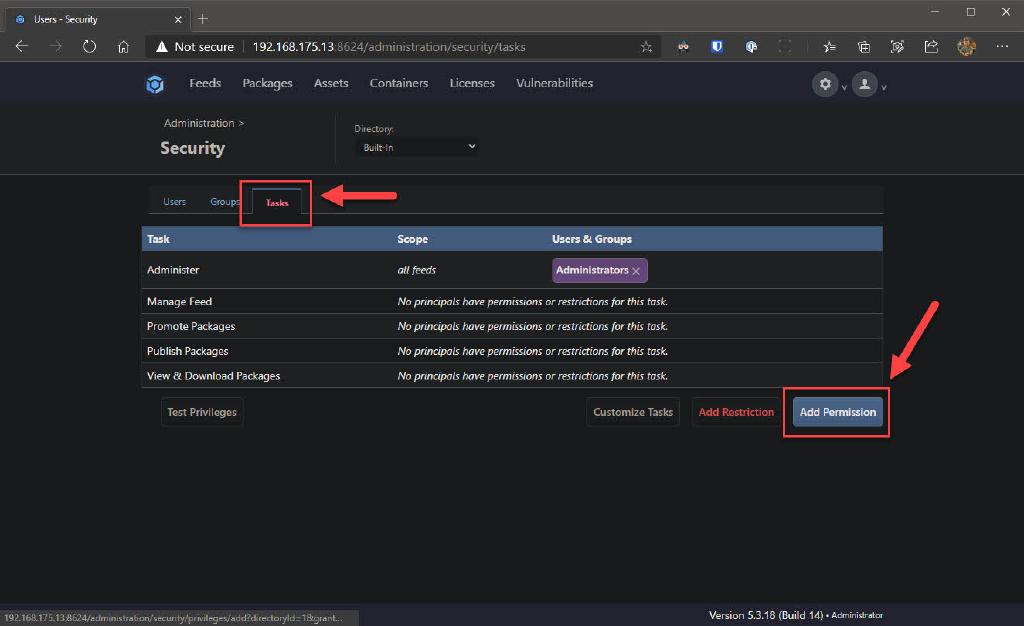 Users - Security
Not secure 192.168.175.13:8624/administration/security/tasks
Feeds Packages Assets Containers Licenses Vulnerabilities
Administration >
Security
Directory:
Built-In
Users Groups Tasks
Task Scope Users & Groups
Administer all feeds Administrators
Manage Feed No principals have permissions or restrictions for this task.
Promote Packages No principals have permissions or restrictions for this task.
Publish Packages No principals have permissions or restrictions for this task.
View & Download Packages No principals have permissions or restrictions for this task.
Test Privileges Customize Tasks Add Restriction Add Permission
192.168.175.13:8624/administration/security/privileges/add?directoryId=1&grant...
Version 5.3.18 (Build 14) • Administrator